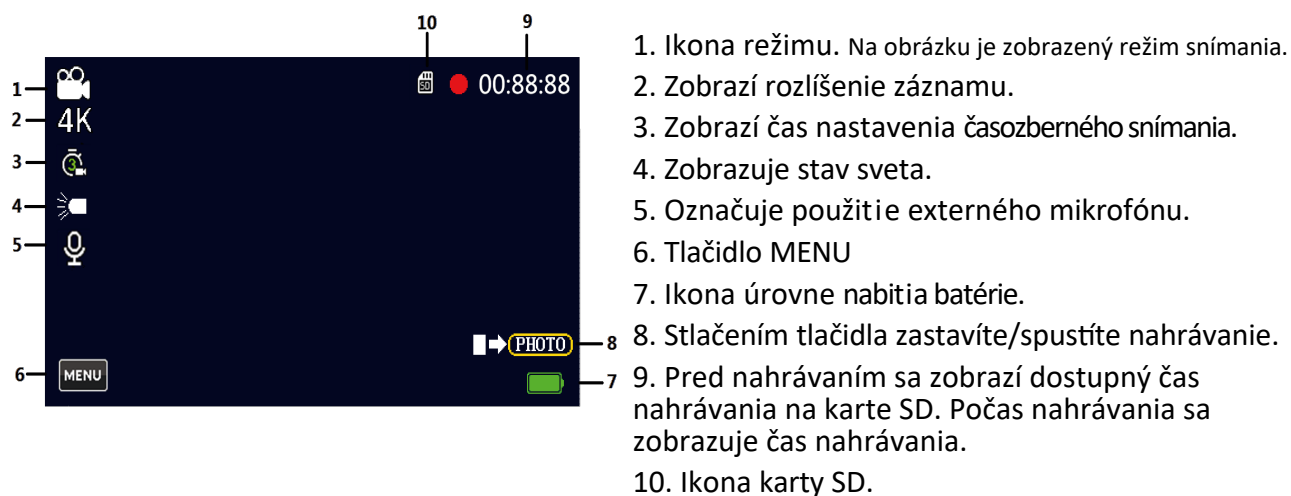 10 9
1 00:88:88
2 4K
3 3
4
5
PHOTO 8
6 MENU 7
1. Ikona režimu. Na obrázku je zobrazený režim snímania.
2. Zobrazí rozlíšenie záznamu.
3. Zobrazí čas nastavenia časozberného snímania.
4. Zobrazuje stav sveta.
5. Označuje použitie externého mikrofónu.
6. Tlačidlo MENU
7. Ikona úrovne nabitia batérie.
8. Stlačením tlačidla zastavíte/spustíte nahrávanie.
9. Pred nahrávaním sa zobrazí dostupný čas
nahrávania na karte SD. Počas nahrávania sa
zobrazuje čas nahrávania.
10. Ikona karty SD.